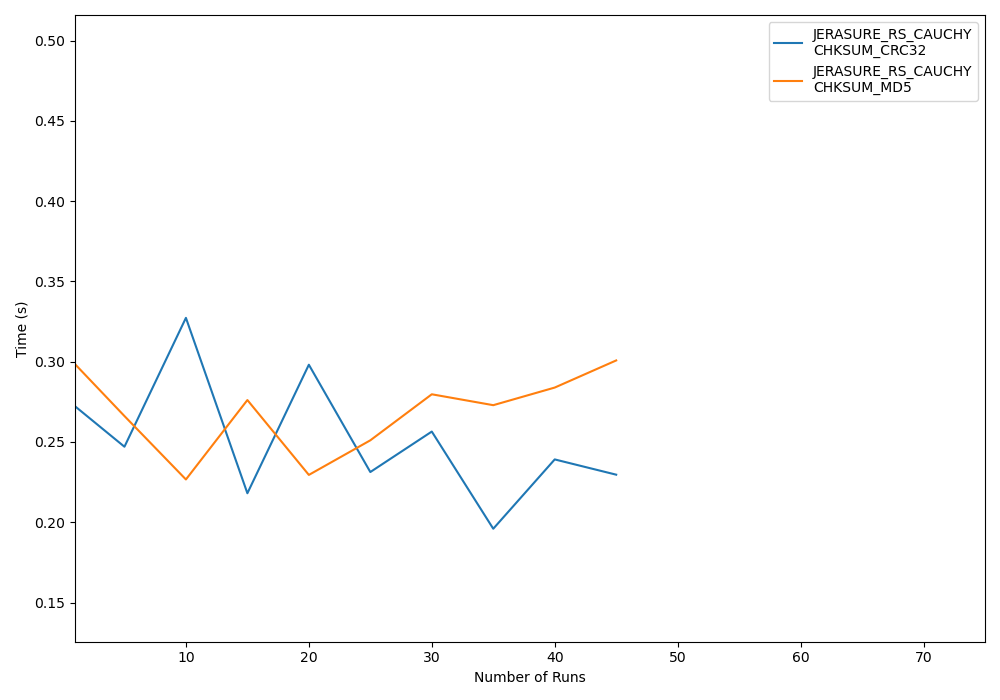 JERASURE_RS_CAUCHY
CHKSUM_CRC32
JERASURE_RS_CAUCHY
CHKSUM_MD5
Time (s)
0.50
0.45
0.40
0.35
0.30
0.25
0.20
0.15
10 20 30 40 50 60 70
Number of Runs